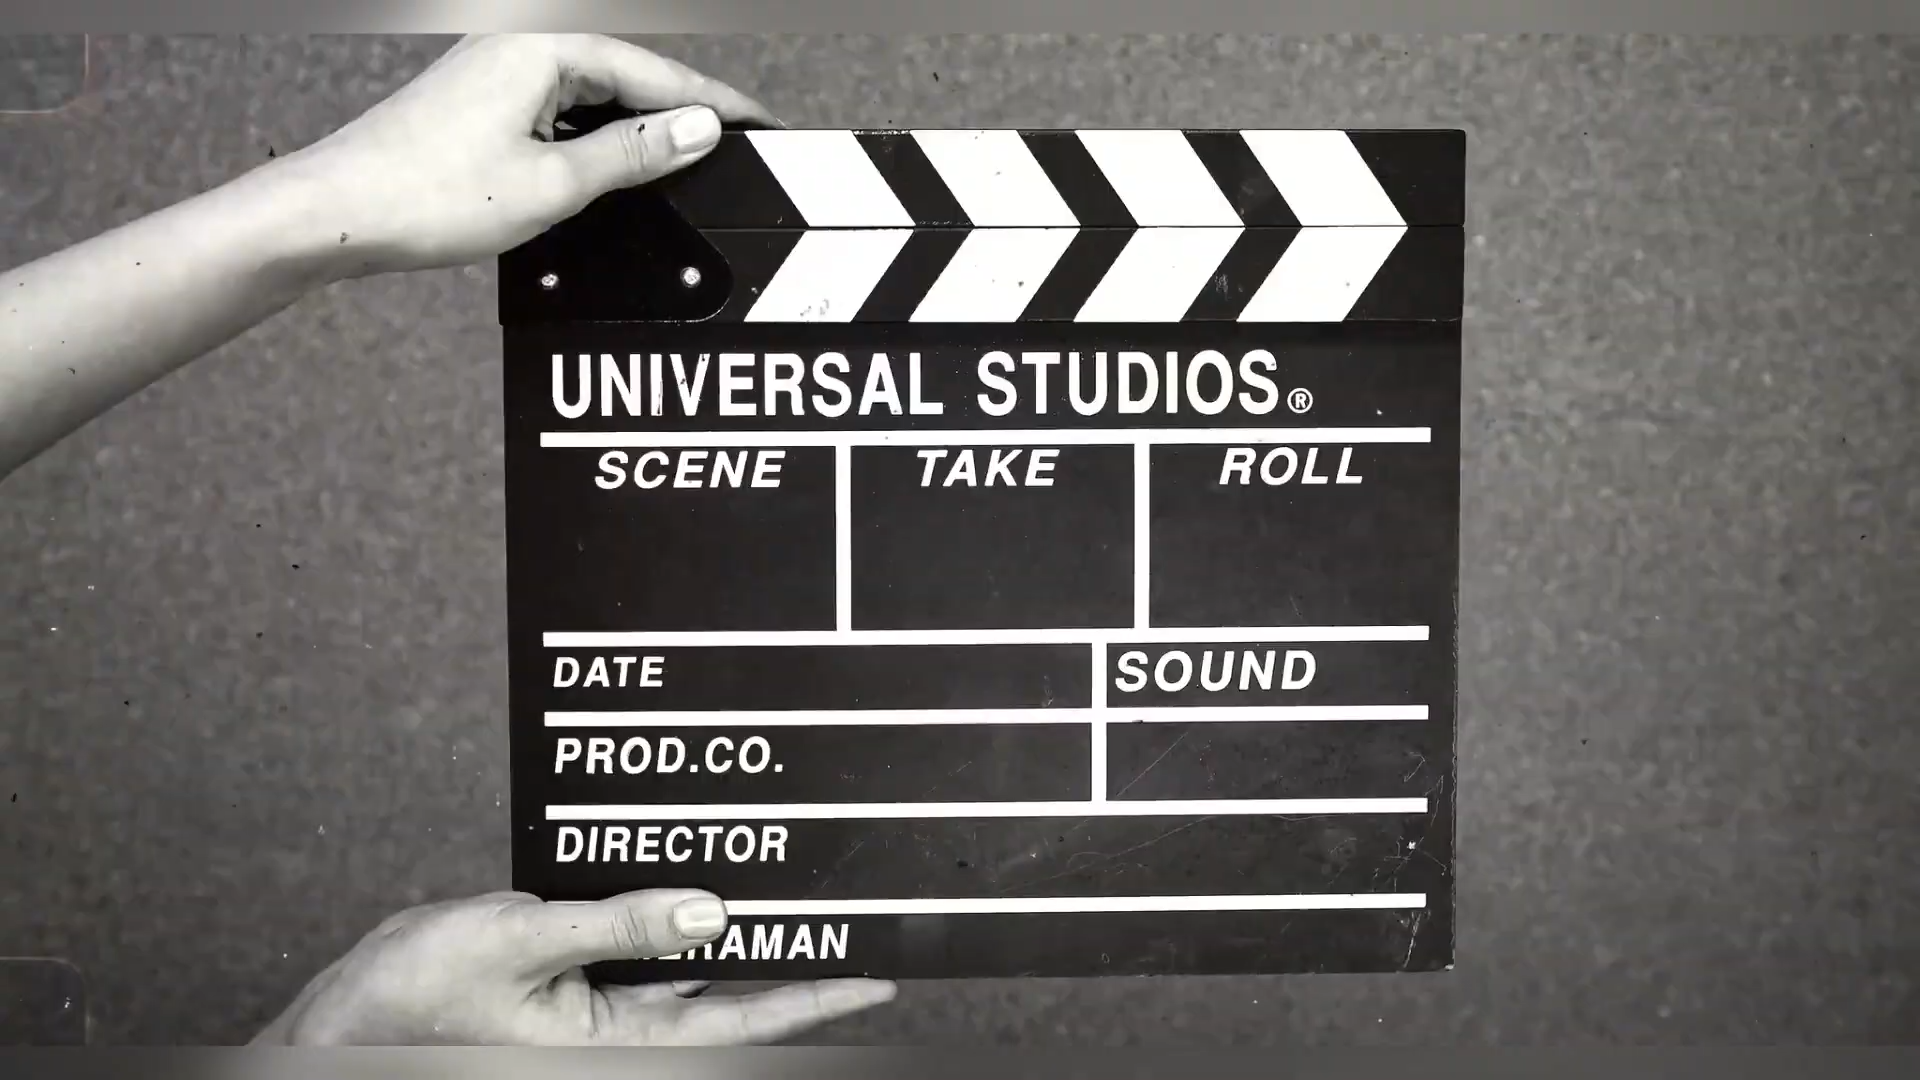 UNIVERSAL STUDIOS®
SCENE TAKE ROLL
DATE SOUND
PROD.CO.
DIRECTOR